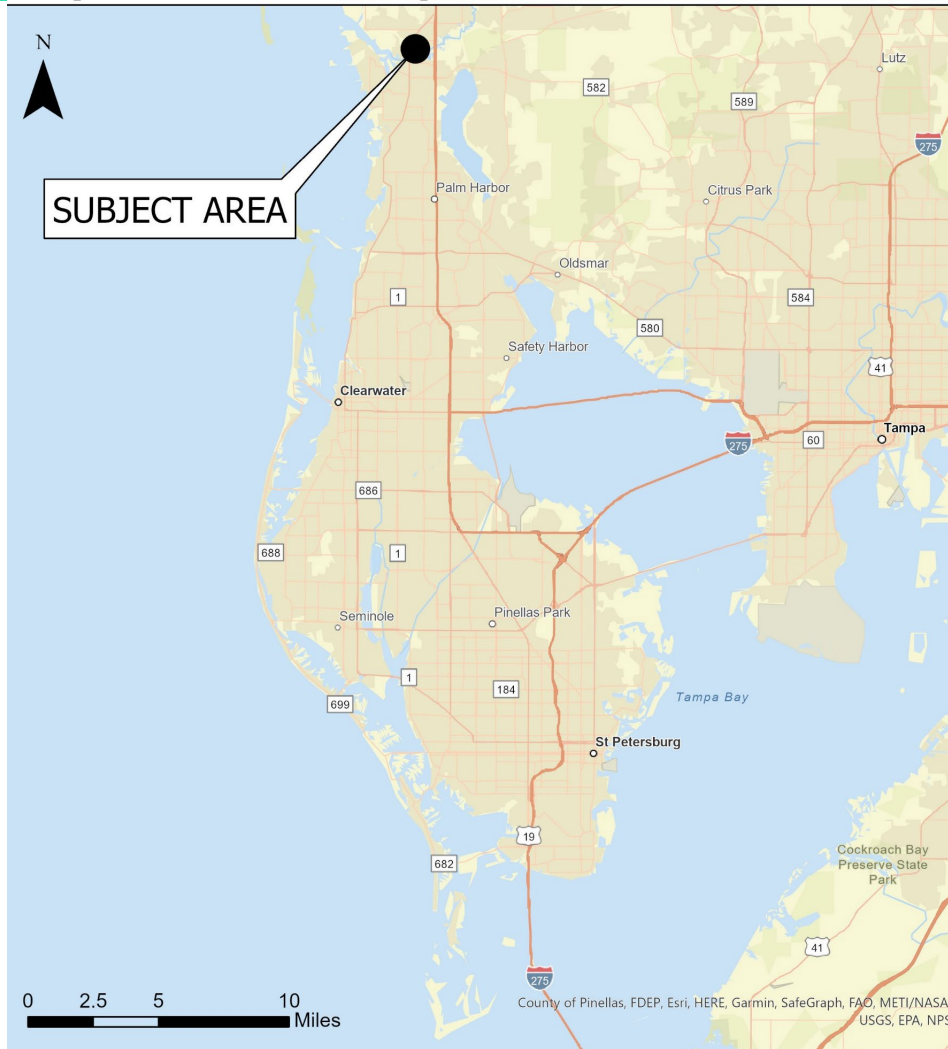 N
Lutz
582
589
275
SUBJECT AREA
Palm Harbor
Citrus Park
Oldsmar
1
584
580
Safety Harbor
41
Clearwater
Tampa
275
60
686
688
1
Seminole
Pinellas Park
1
184
699
Tampa Bay
St Petersburg
19
682
Cockroach Bay
Preserve State
Park
41
275
0 2.5 5 10
Miles
County of Pinellas, FDEP, Esri, HERE, Garmin, SafeGraph, FAO, METI/NASA
USGS, EPA, NPS